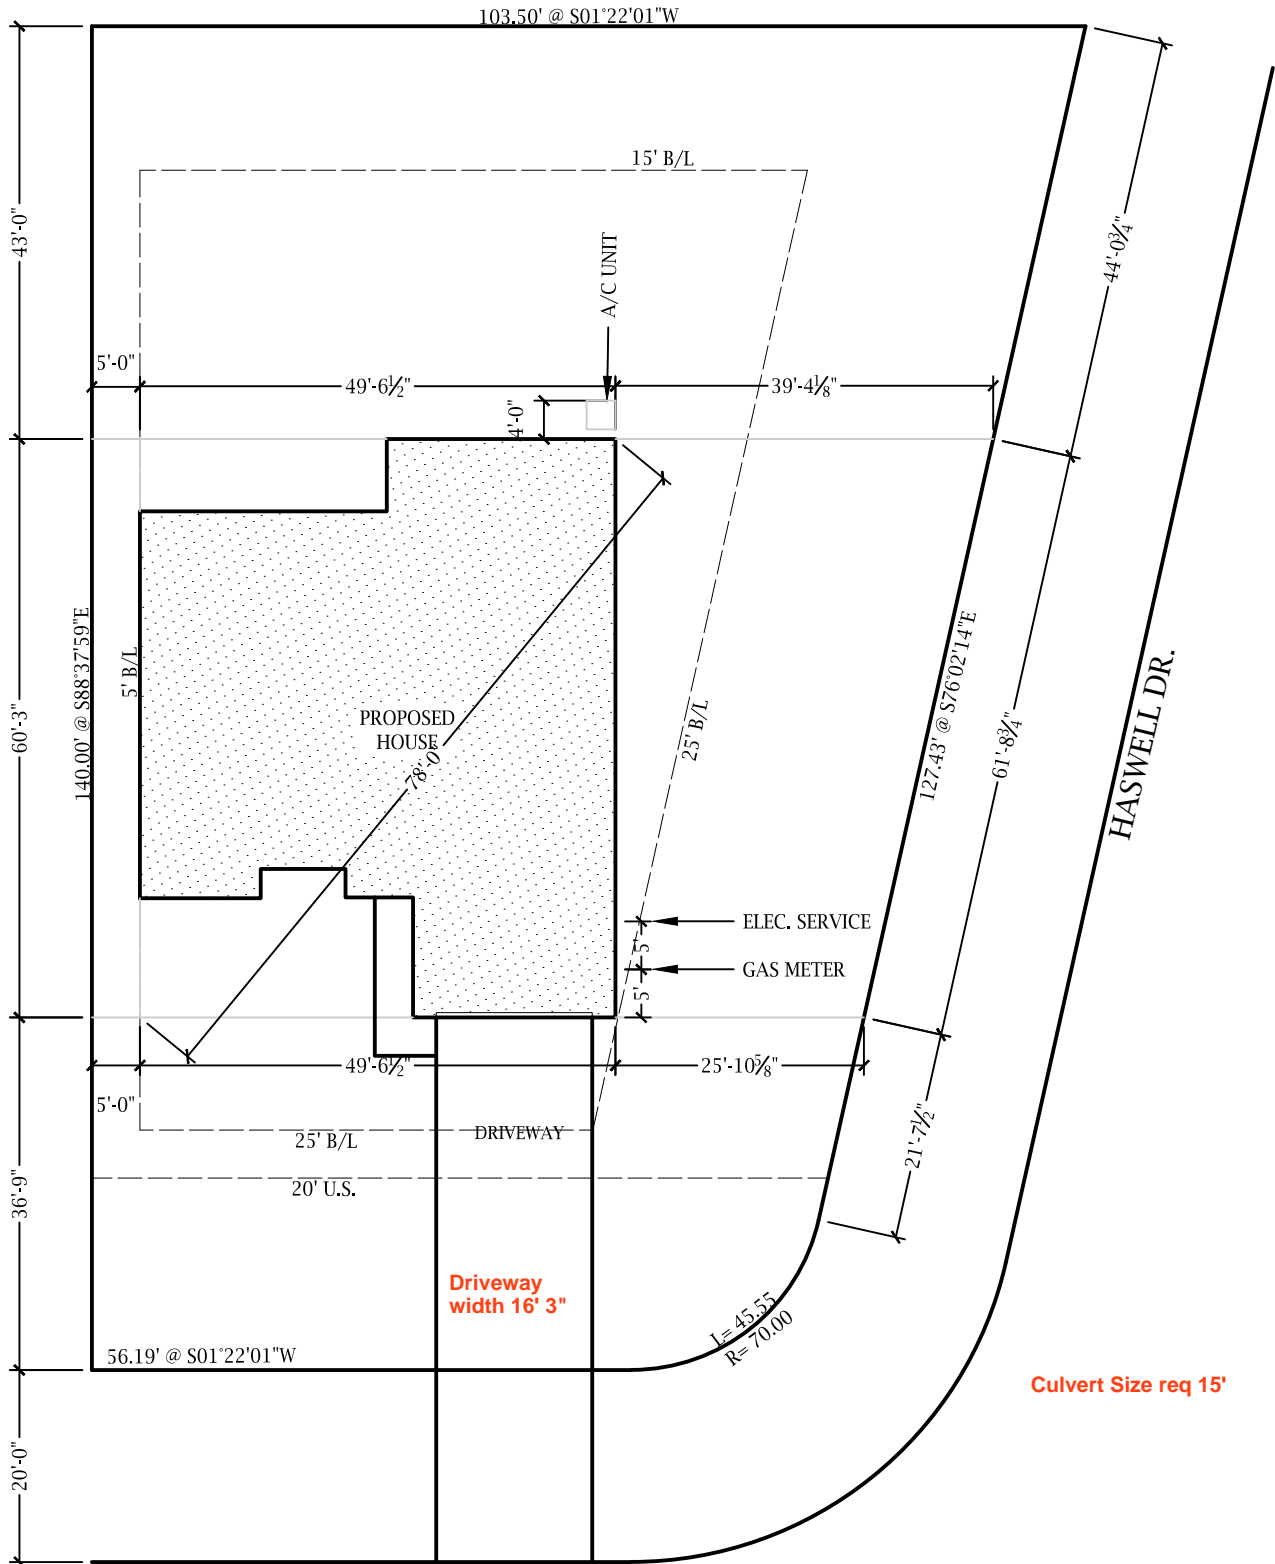 103.50' @ S01°22'01"W
15' B/L
43'-0"
44'-0¾"
A/C UNIT
5'-0"
49'-6½"
39'-4⅛"
4'-0"
140.00' @ S88°37'59"E
5' B/L
60'-3"
PROPOSED
HOUSE
78'-0"
25' B/L
127.43' @ S76°02'14"E
61'-8¾"
HASWELL DR.
ELEC. SERVICE
5'
GAS METER
5'
49'-6½"
25'-10⅝"
5'-0"
25' B/L
DRIVEWAY
21'-7½"
36'-9"
20' U.S.
Driveway
width 16' 3"
L= 45.55
R= 70.00
56.19' @ S01°22'01"W
Culvert Size req 15'
20'-0"